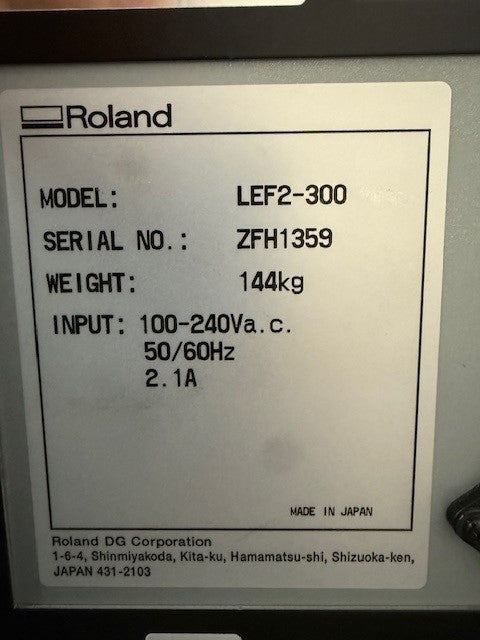 Roland
MODEL: LEF2-300
SERIAL NO.: ZFH1359
WEIGHT: 144kg
INPUT: 100-240Va.c.
50/60Hz
2.1A
MADE IN JAPAN
Roland DG Corporation
1-6-4, Shinmiyakoda, Kita-ku, Hamamatsu-shi, Shizuoka-ken,
JAPAN 431-2103